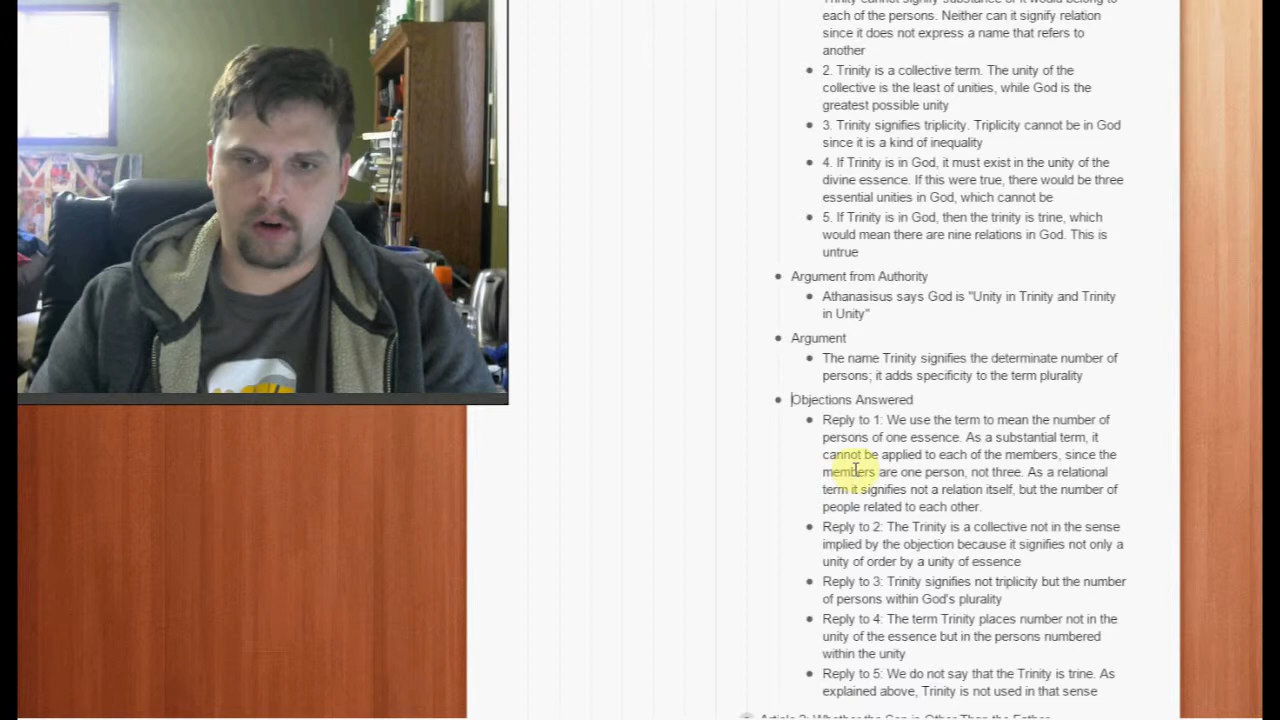 Trinity cannot signify substance or it would belong to
each of the persons. Neither can it signify relation
since it does not express a name that refers to
another
2. Trinity is a collective term. The unity of the
collective is the least of unities, while God is the
greatest possible unity
3. Trinity signifies triplicity. Triplicity cannot be in God
since it is a kind of inequality
4. If Trinity is in God, it must exist in the unity of the
divine essence. If this were true, there would be three
essential unities in God, which cannot be
5. If Trinity is in God, then the trinity is trine, which
would mean there are nine relations in God. This is
untrue
Argument from Authority
Athanasisus says God is "Unity in Trinity and Trinity
in Unity"
Argument
The name Trinity signifies the determinate number of
persons; it adds specificity to the term plurality
Objections Answered
Reply to 1: We use the term to mean the number of
persons of one essence. As a substantial term, it
cannot be applied to each of the members, since the
members are one person, not three. As a relational
term it signifies not a relation itself, but the number of
people related to each other.
Reply to 2: The Trinity is a collective not in the sense
implied by the objection because it signifies not only a
unity of order by a unity of essence
Reply to 3: Trinity signifies not triplicity but the number
of persons within God's plurality
Reply to 4: The term Trinity places number not in the
unity of the essence but in the persons numbered
within the unity
Reply to 5: We do not say that the Trinity is trine. As
explained above, Trinity is not used in that sense
Article 2: Whether the Son is Other Than the Father